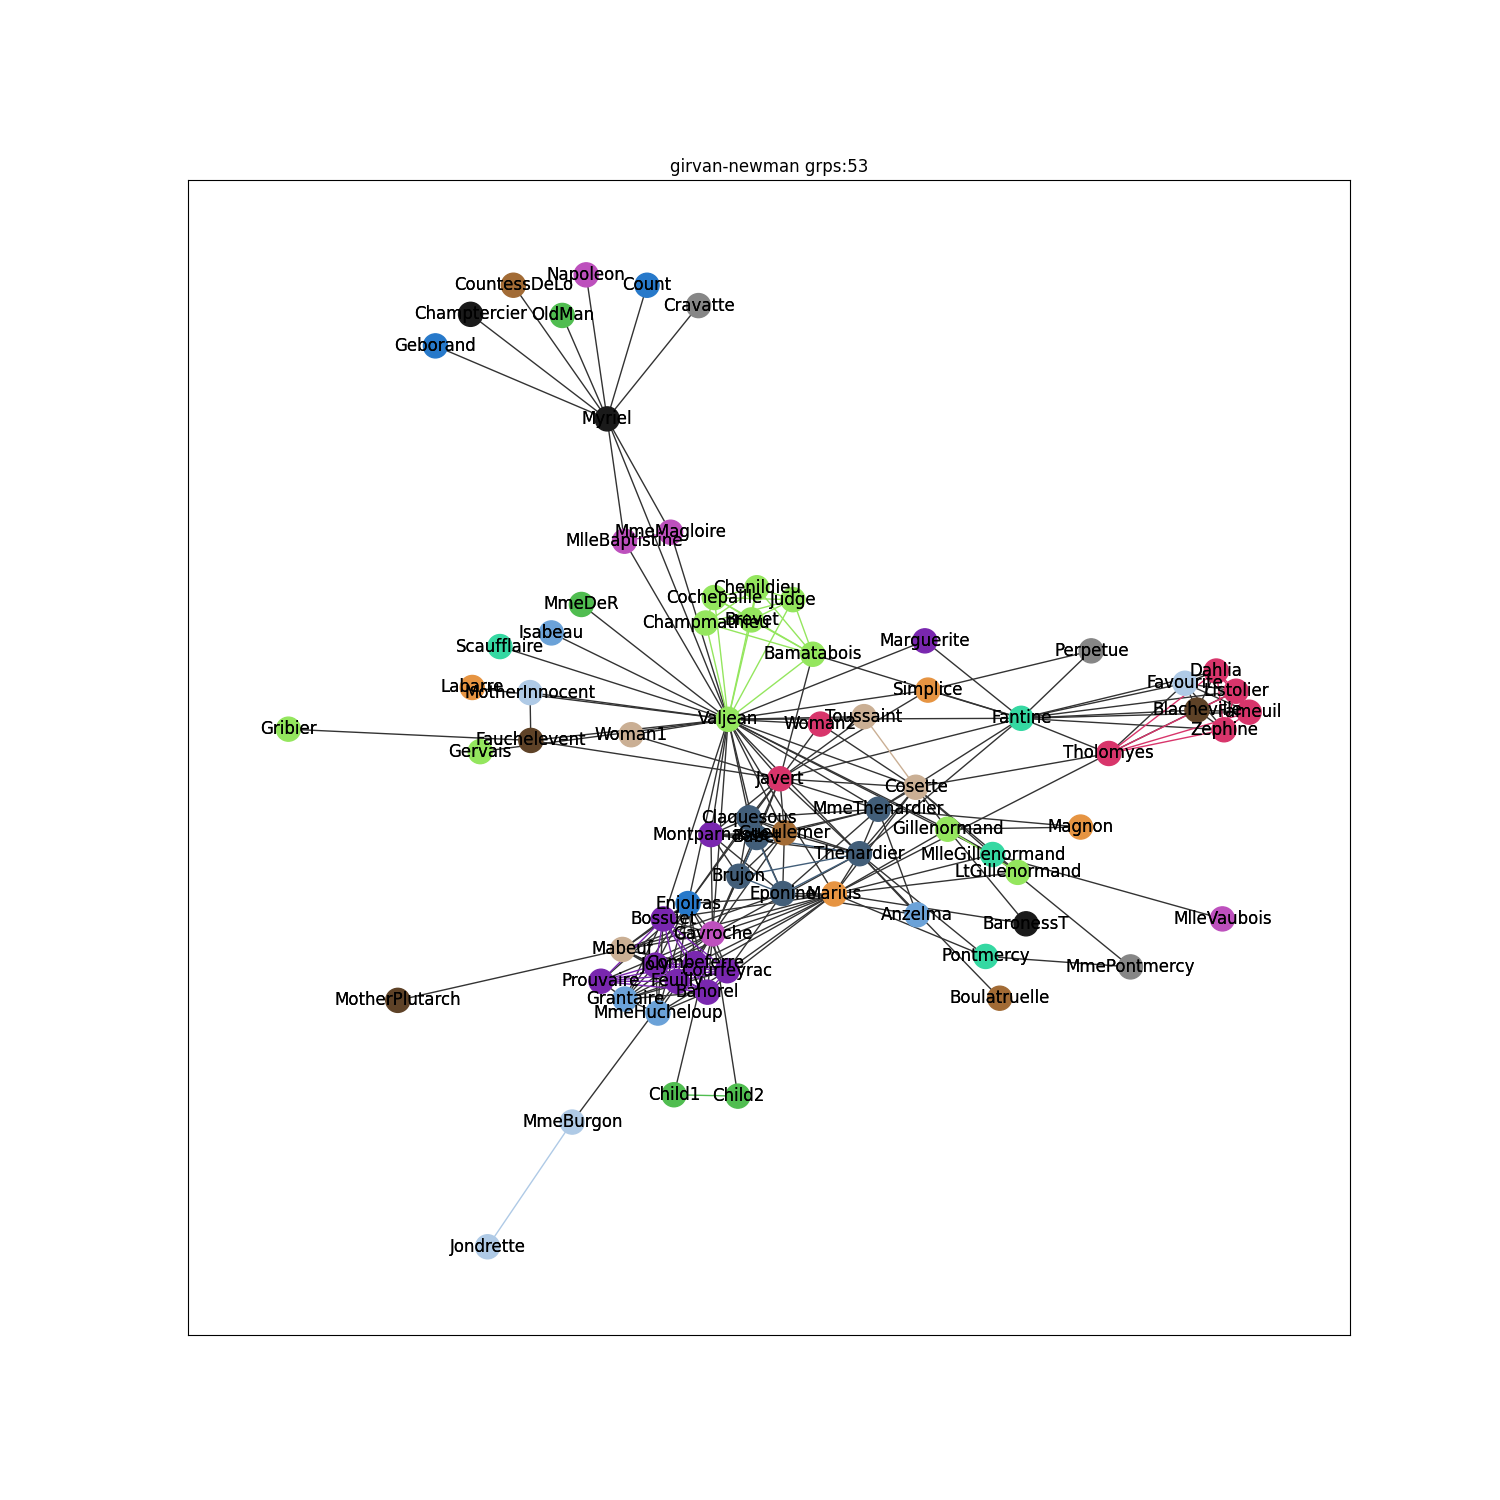 girvan-newman grps:53
Napoleon
CountessDeLo
Count
Cravatte
Champtercier
OldMan
Geborand
Myriel
MmeMagloire
MlleBaptistine
Chenildieu
Cochepaille
Judge
MmeDeR
Champmathieu
Brevet
Isabeau
Marguerite
Scaufflaire
Bamatabois
Perpetue
Dahlia
Favourite
Labarre
MotherInnocent
Simplice
Listolier
Blacheville
Fameuil
Valjean
Toussaint
Fantine
Woman2
Gribier
Zephine
Woman1
Fauchelevent
Gervais
Tholomyes
Javert
Cosette
MmeThenardier
Claquesous
Magnon
Gillenormand
Montparnasse
Gueulemer
Babet
Thenardier
MlleGillenormand
LtGillenormand
Brujon
Eponine
Marius
Enjolras
Anzelma
Bossuet
MlleVaubois
BaronessT
Gavroche
Mabeuf
Pontmercy
Combeferre
Joly
MmePontmercy
Courfeyrac
Prouvaire
Feuilly
Bahorel
Boulatruelle
Grantaire
MotherPlutarch
MmeHucheloup
Child1
Child2
MmeBurgon
Jondrette